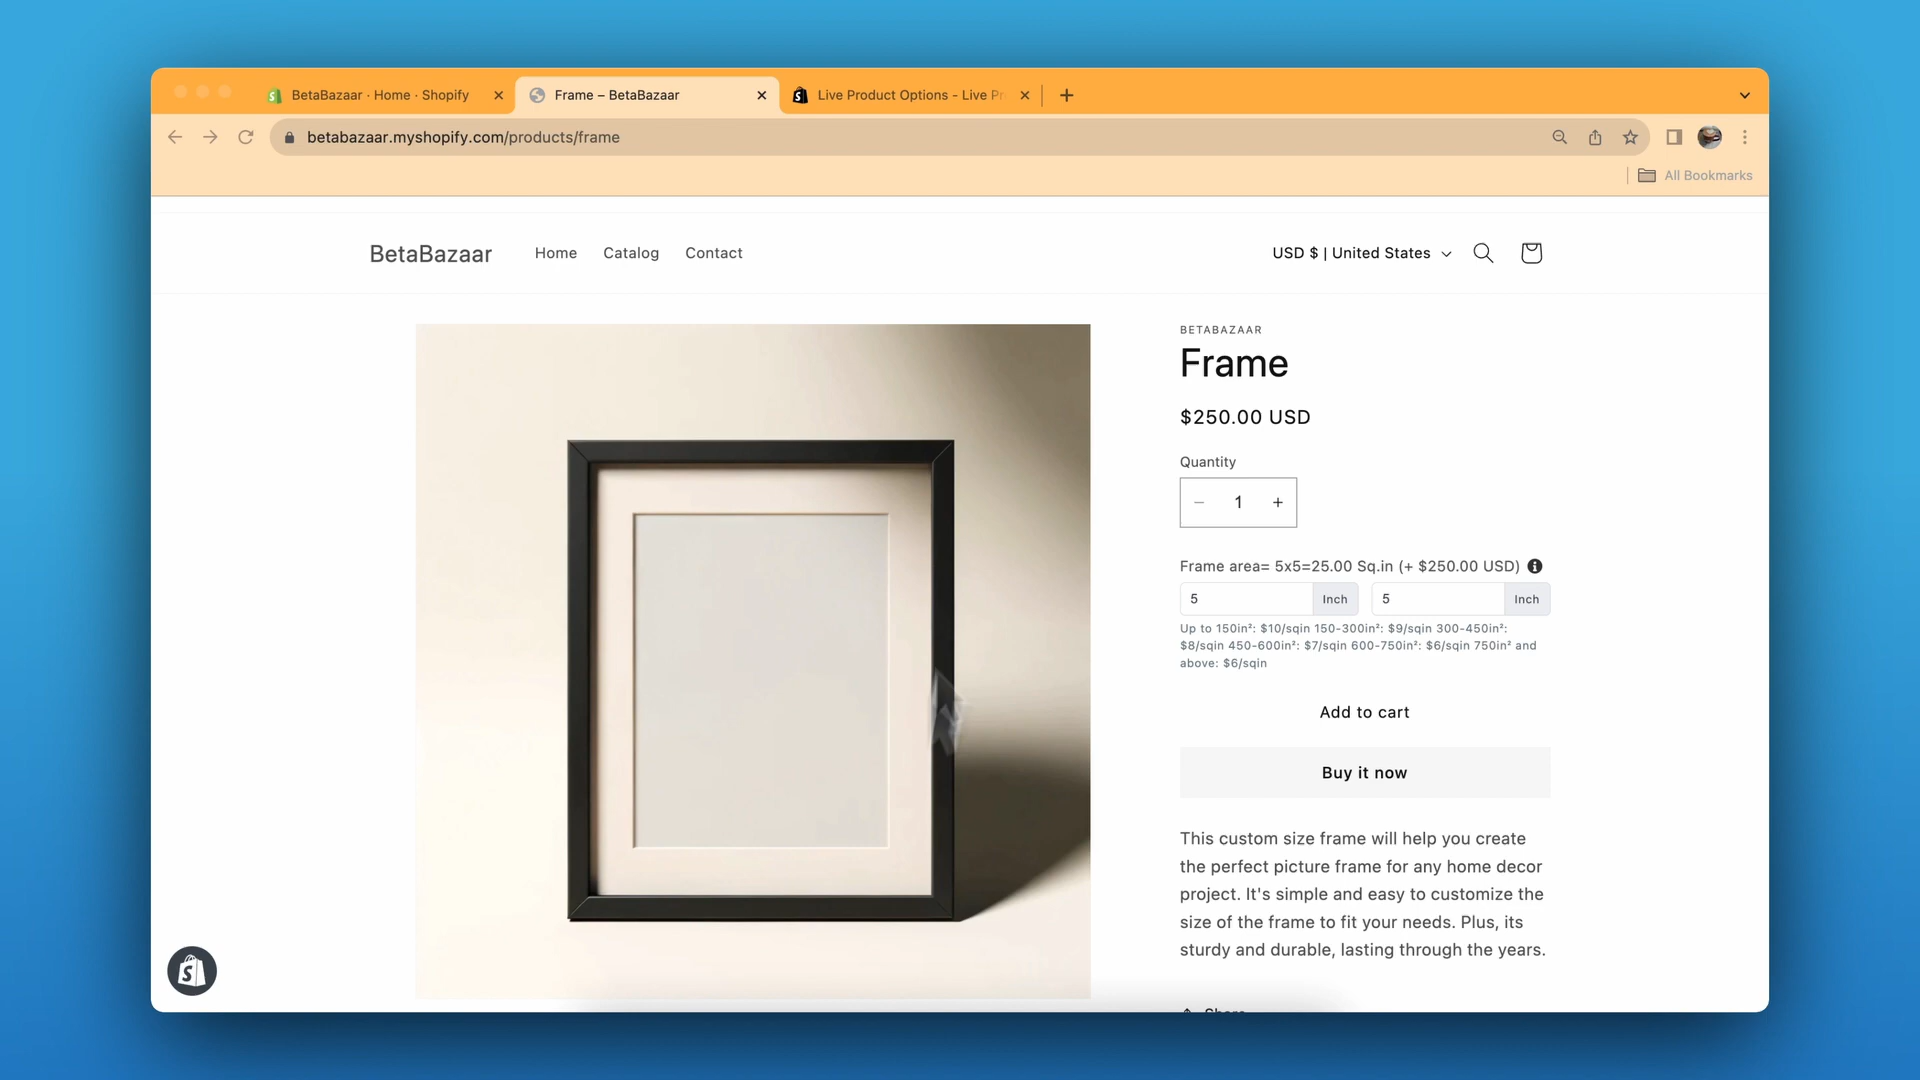 BetaBazaar · Home · Shopify
Frame – BetaBazaar
Live Product Options - Live Pr
betabazaar.myshopify.com/products/frame
All Bookmarks
BetaBazaar
Home
Catalog
Contact
USD $ | United States
BETABAZAAR
Frame
$250.00 USD
Quantity
− 1 +
Frame area= 5x5=25.00 Sq.in (+ $250.00 USD)
5 Inch 5 Inch
Up to 150in²: $10/sqin 150-300in²: $9/sqin 300-450in²:
$8/sqin 450-600in²: $7/sqin 600-750in²: $6/sqin 750in² and
above: $6/sqin
Add to cart
Buy it now
This custom size frame will help you create
the perfect picture frame for any home decor
project. It's simple and easy to customize the
size of the frame to fit your needs. Plus, its
sturdy and durable, lasting through the years.
Share